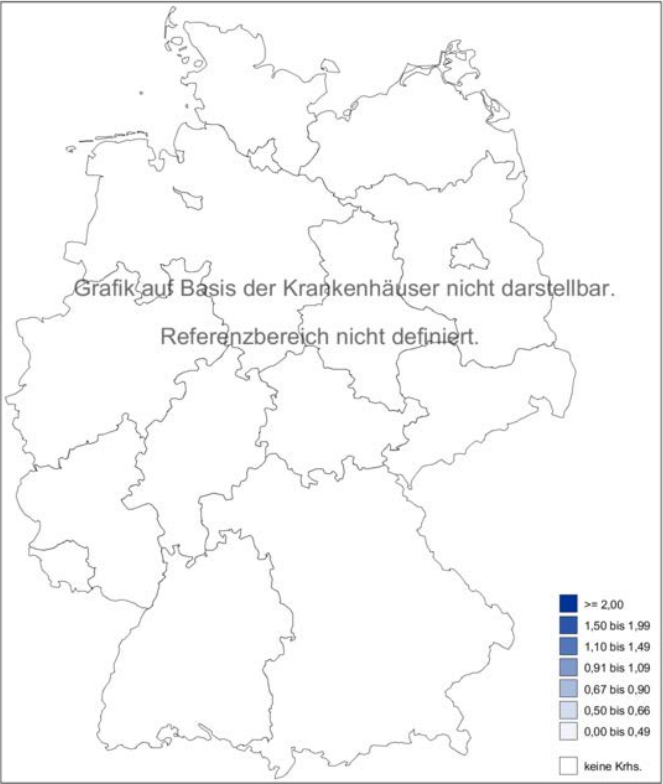 Grafik auf Basis der Krankenhäuser nicht darstellbar.
Referenzbereich nicht definiert.
>= 2,00
1,50 bis 1,99
1,10 bis 1,49
0,91 bis 1,09
0,67 bis 0,90
0,50 bis 0,66
0,00 bis 0,49
keine Krhs.